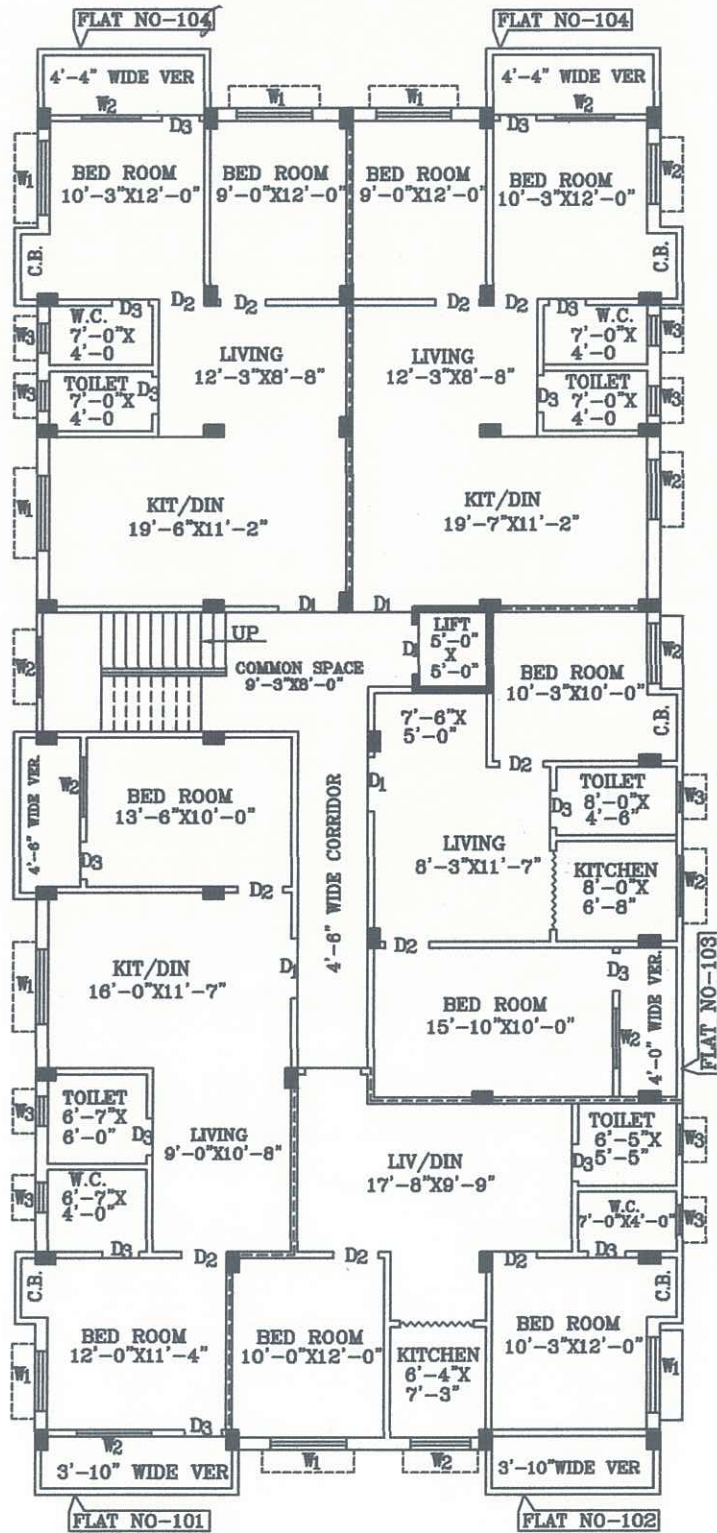 FLAT NO-104
FLAT NO-104
4'-4" WIDE VER
4'-4" WIDE VER
W2
W1
W1
W2
D3
D3
W1
BED ROOM
10'-3"X12'-0"
BED ROOM
9'-0"X12'-0"
BED ROOM
9'-0"X12'-0"
BED ROOM
10'-3"X12'-0"
W2
C.B.
C.B.
D3
D2
D2
D2
D2
D3
W3
W.C.
7'-0"X
4'-0
LIVING
12'-3"X8'-8"
LIVING
12'-3"X8'-8"
W.C.
7'-0"X
4'-0
W3
W3
TOILET
7'-0"X
4'-0
D3
D3
TOILET
7'-0"X
4'-0
W3
W1
KIT/DIN
19'-6"X11'-2"
KIT/DIN
19'-7"X11'-2"
W2
D1
D1
UP
W2
COMMON SPACE
9'-3"X8'-0"
D1
LIFT
5'-0"
X
5'-0"
BED ROOM
10'-3"X10'-0"
W2
C.B.
7'-6"X
5'-0"
D2
4'-6" WIDE VER.
W2
D3
BED ROOM
13'-6"X10'-0"
D2
4'-6" WIDE CORRIDOR
D1
LIVING
8'-3"X11'-7"
D3
TOILET
8'-0"X
4'-6"
W3
KITCHEN
8'-0"X
6'-8"
W2
W1
KIT/DIN
16'-0"X11'-7"
D1
D2
BED ROOM
15'-10"X10'-0"
D3
W2
4'-0" WIDE VER.
FLAT NO-103
W3
TOILET
6'-7"X
6'-0"
D3
LIVING
9'-0"X10'-8"
LIV/DIN
17'-8"X9'-9"
D3
TOILET
6'-5"X
5'-5"
W3
W3
W.C.
6'-7"X
4'-0"
D3
W.C.
7'-0"X4'-0"
D3
W3
D2
D2
D2
C.B.
C.B.
W1
BED ROOM
12'-0"X11'-4"
BED ROOM
10'-0"X12'-0"
KITCHEN
6'-4"X
7'-3"
BED ROOM
10'-3"X12'-0"
W1
D3
W2
W1
W2
3'-10" WIDE VER
3'-10"WIDE VER
FLAT NO-101
FLAT NO-102